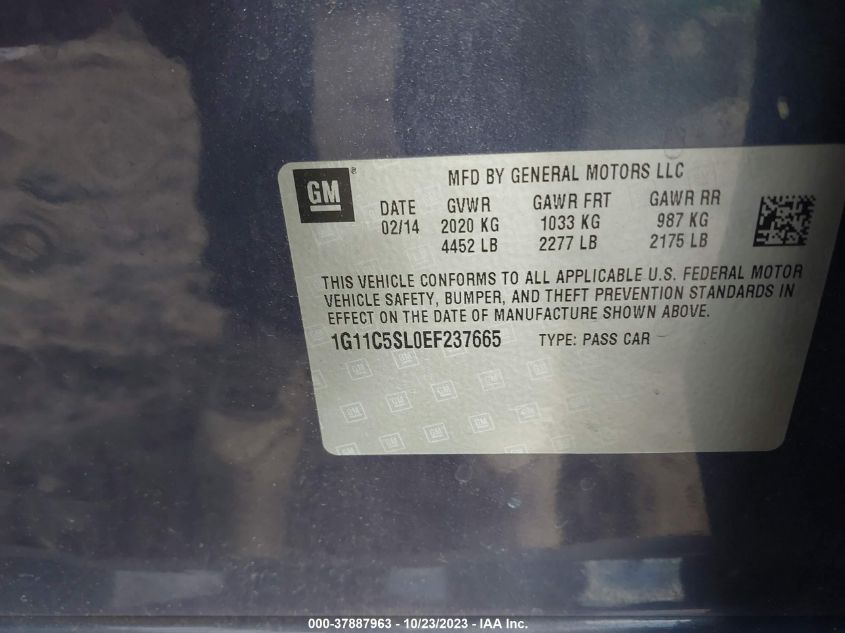 GM
MFD BY GENERAL MOTORS LLC
DATE GVWR GAWR FRT GAWR RR
02/14 2020 KG 1033 KG 987 KG
4452 LB 2277 LB 2175 LB
THIS VEHICLE CONFORMS TO ALL APPLICABLE U.S. FEDERAL MOTOR
VEHICLE SAFETY, BUMPER, AND THEFT PREVENTION STANDARDS IN
EFFECT ON THE DATE OF MANUFACTURE SHOWN ABOVE.
1G11C5SL0EF237665 TYPE: PASS CAR
000-37887963 - 10/23/2023 - IAA Inc.